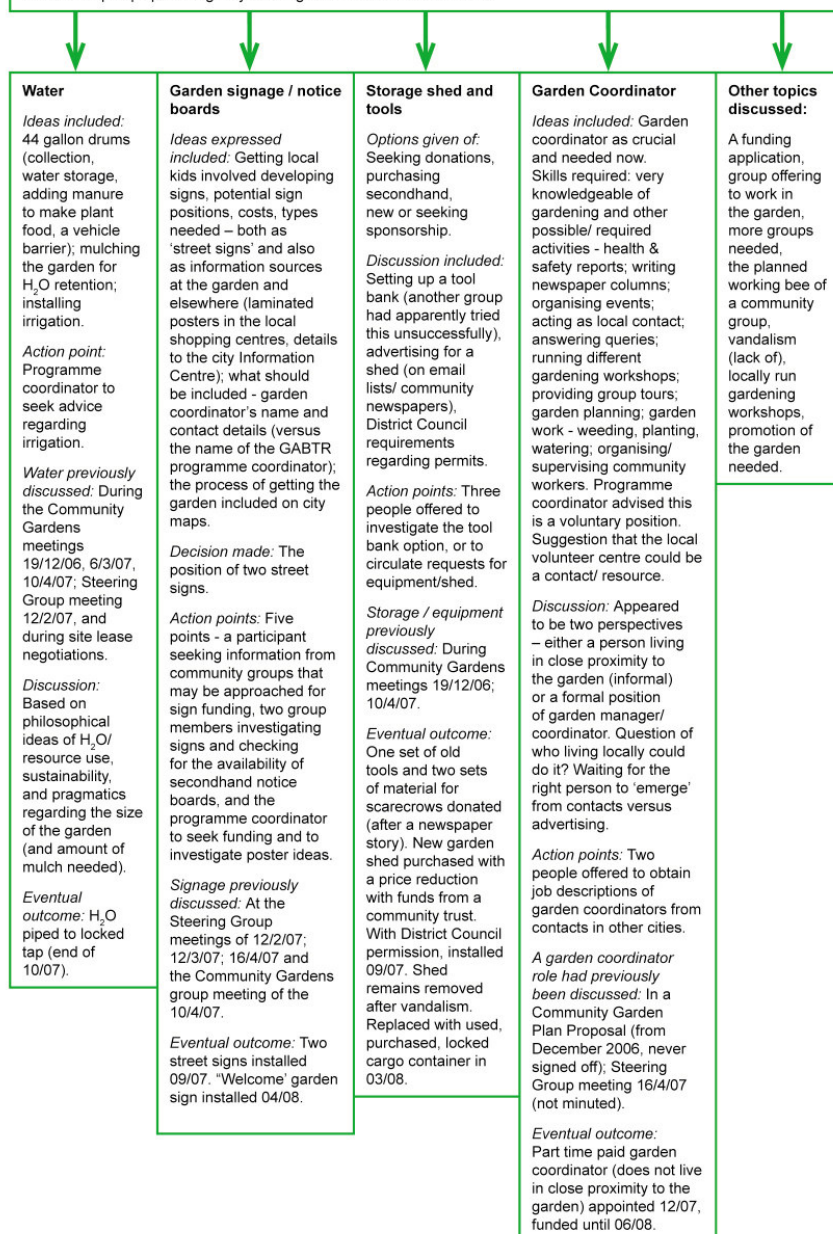 Water
Ideas included:
44 gallon drums
(collection,
water storage,
adding manure
to make plant
food, a vehicle
barrier); mulching
the garden for
H₂O retention;
installing
irrigation.
Action point:
Programme
coordinator to
seek advice
regarding
irrigation.
Water previously
discussed: During
the Community
Gardens
meetings
19/12/06, 6/3/07,
10/4/07; Steering
Group meeting
12/2/07, and
during site lease
negotiations.
Discussion:
Based on
philosophical
ideas of H₂O/
resource use,
sustainability,
and pragmatics
regarding the size
of the garden
(and amount of
mulch needed).
Eventual
outcome: H₂O
piped to locked
tap (end of
10/07).
Garden signage / notice
boards
Ideas expressed
included: Getting local
kids involved developing
signs, potential sign
positions, costs, types
needed – both as
‘street signs’ and also
as information sources
at the garden and
elsewhere (laminated
posters in the local
shopping centres, details
to the city Information
Centre); what should
be included - garden
coordinator’s name and
contact details (versus
the name of the GABTR
programme coordinator);
the process of getting the
garden included on city
maps.
Decision made: The
position of two street
signs.
Action points: Five
points - a participant
seeking information from
community groups that
may be approached for
sign funding, two group
members investigating
signs and checking
for the availability of
secondhand notice
boards, and the
programme coordinator
to seek funding and to
investigate poster ideas.
Signage previously
discussed: At the
Steering Group
meetings of 12/2/07;
12/3/07; 16/4/07 and
the Community Gardens
group meeting of the
10/4/07.
Eventual outcome: Two
street signs installed
09/07. “Welcome’ garden
sign installed 04/08.
Storage shed and
tools
Options given of:
Seeking donations,
purchasing
secondhand,
new or seeking
sponsorship.
Discussion included:
Setting up a tool
bank (another group
had apparently tried
this unsuccessfully),
advertising for a
shed (on email
lists/ community
newspapers),
District Council
requirements
regarding permits.
Action points: Three
people offered to
investigate the tool
bank option, or to
circulate requests for
equipment/shed.
Storage / equipment
previously
discussed: During
Community Gardens
meetings 19/12/06;
10/4/07.
Eventual outcome:
One set of old
tools and two sets
of material for
scarecrows donated
(after a newspaper
story). New garden
shed purchased with
a price reduction
with funds from a
community trust.
With District Council
permission, installed
09/07. Shed
remains removed
after vandalism.
Replaced with used,
purchased, locked
cargo container in
03/08.
Garden Coordinator
Ideas included: Garden
coordinator as crucial
and needed now.
Skills required: very
knowledgeable of
gardening and other
possible/ required
activities - health &
safety reports; writing
newspaper columns;
organising events;
acting as local contact;
answering queries;
running different
gardening workshops;
providing group tours;
garden planning; garden
work - weeding, planting,
watering; organising/
supervising community
workers. Programme
coordinator advised this
is a voluntary position.
Suggestion that the local
volunteer centre could be
a contact/ resource.
Discussion: Appeared
to be two perspectives
– either a person living
in close proximity to
the garden (informal)
or a formal position
of garden manager/
coordinator. Question of
who living locally could
do it? Waiting for the
right person to ‘emerge’
from contacts versus
advertising.
Action points: Two
people offered to obtain
job descriptions of
garden coordinators from
contacts in other cities.
A garden coordinator
role had previously
been discussed: In a
Community Garden
Plan Proposal (from
December 2006, never
signed off); Steering
Group meeting 16/4/07
(not minuted).
Eventual outcome:
Part time paid garden
coordinator (does not live
in close proximity to the
garden) appointed 12/07,
funded until 06/08.
Other topics
discussed:
A funding
application,
group offering
to work in
the garden,
more groups
needed,
the planned
working bee of
a community
group,
vandalism
(lack of),
locally run
gardening
workshops,
promotion of
the garden
needed.